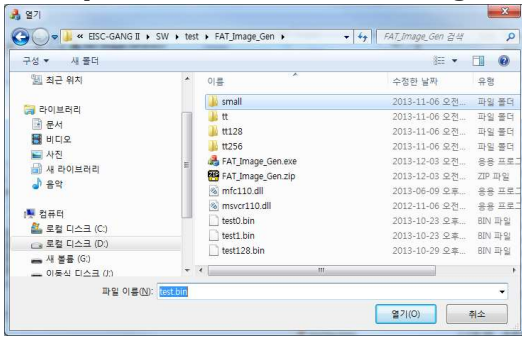 열기
« EISC-GANG II ▸ SW ▸ test ▸ FAT_Image_Gen ▸
FAT_Image_Gen 검색
구성 ▾ 새 폴더
최근 위치
라이브러리
문서
비디오
사진
새 라이브러리
음악
컴퓨터
로컬 디스크 (C:)
로컬 디스크 (D:)
새 볼륨 (G:)
이동식 디스크 (I:)
이름 수정한 날짜 유형
small 2013-11-06 오전... 파일 폴더
tt 2013-11-06 오전... 파일 폴더
tt128 2013-11-06 오전... 파일 폴더
tt256 2013-11-06 오전... 파일 폴더
FAT_Image_Gen.exe 2013-12-03 오전... 응용 프로그
FAT_Image_Gen.zip 2013-12-03 오전... ZIP 파일
mfc110.dll 2013-06-09 오후... 응용 프로그
msvcr110.dll 2012-11-06 오전... 응용 프로그
test0.bin 2013-10-23 오후... BIN 파일
test1.bin 2013-10-23 오후... BIN 파일
test128.bin 2013-10-29 오후... BIN 파일
파일 이름(N): test.bin
열기(O) 취소